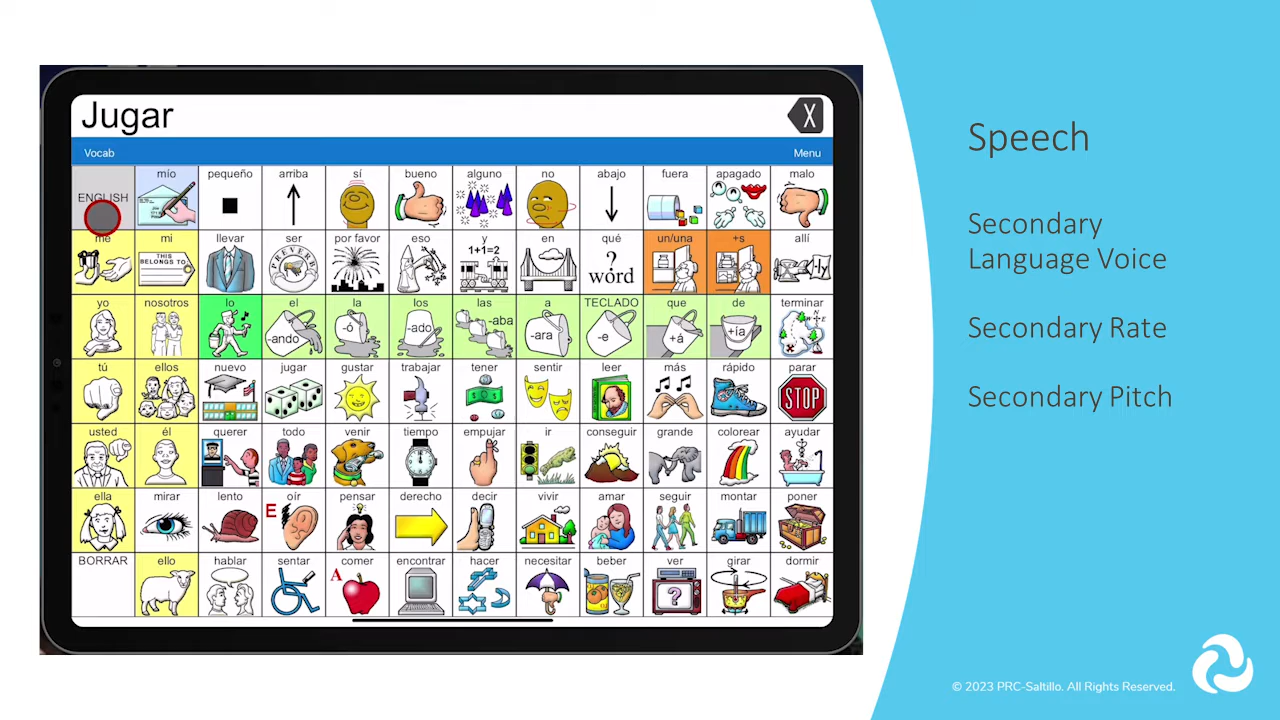 Jugar
X
Vocab Menu
ENGLISH mío pequeño arriba sí bueno alguno no abajo fuera apagado malo
me mi llevar ser por favor eso y en qué un/una +s allí
THIS BELONGS TO PROVERB 1+1=2 ? word -ly
yo nosotros lo el la los las a TECLADO que de terminar
-ando -ó -ado -aba -ara -e +á +ía N W E S
tú ellos nuevo jugar gustar trabajar tener sentir leer más rápido parar
STOP
usted él querer todo venir tiempo empujar ir conseguir grande colorear ayudar
ella mirar lento oír pensar derecho decir vivir amar seguir montar poner
E
BORRAR ello hablar sentar comer encontrar hacer necesitar beber ver girar dormir
A ?
Speech
Secondary
Language Voice
Secondary Rate
Secondary Pitch
© 2023 PRC-Saltillo. All Rights Reserved.